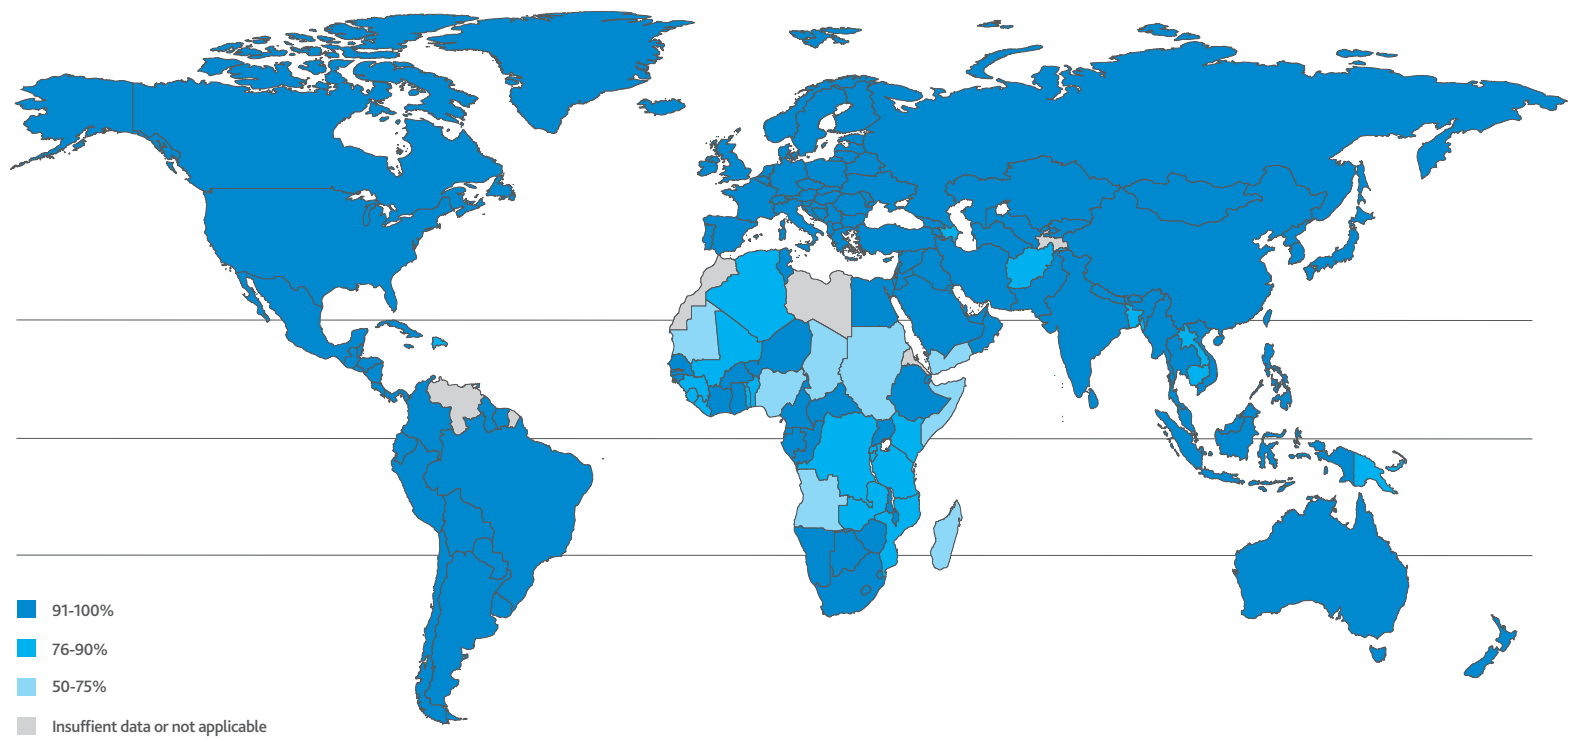 91-100%
76-90%
50-75%
Insuffient data or not applicable